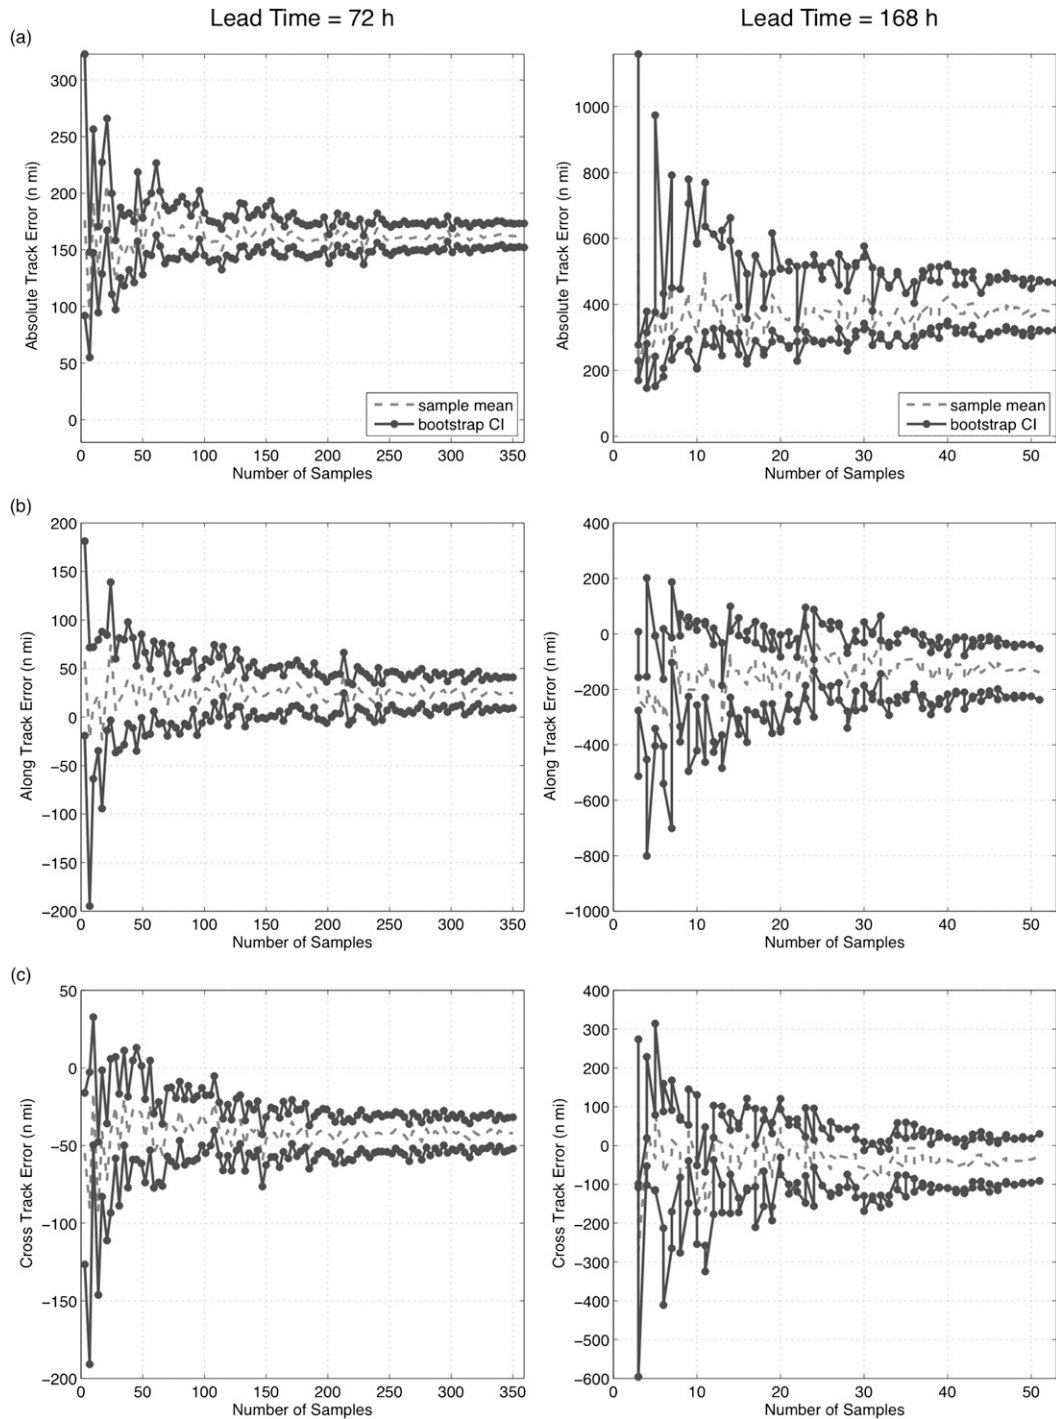 Lead Time = 72 h
Lead Time = 168 h
(a)
Absolute Track Error (n mi)
300
250
200
150
100
50
0
sample mean
bootstrap CI
0 50 100 150 200 250 300 350
Number of Samples
Absolute Track Error (n mi)
1000
800
600
400
200
0
sample mean
bootstrap CI
0 10 20 30 40 50
Number of Samples
(b)
Along Track Error (n mi)
200
150
100
50
0
−50
−100
−150
−200
0 50 100 150 200 250 300 350
Number of Samples
Along Track Error (n mi)
400
200
0
−200
−400
−600
−800
−1000
0 10 20 30 40 50
Number of Samples
(c)
Cross Track Error (n mi)
50
0
−50
−100
−150
−200
0 50 100 150 200 250 300 350
Number of Samples
Cross Track Error (n mi)
400
300
200
100
0
−100
−200
−300
−400
−500
−600
0 10 20 30 40 50
Number of Samples